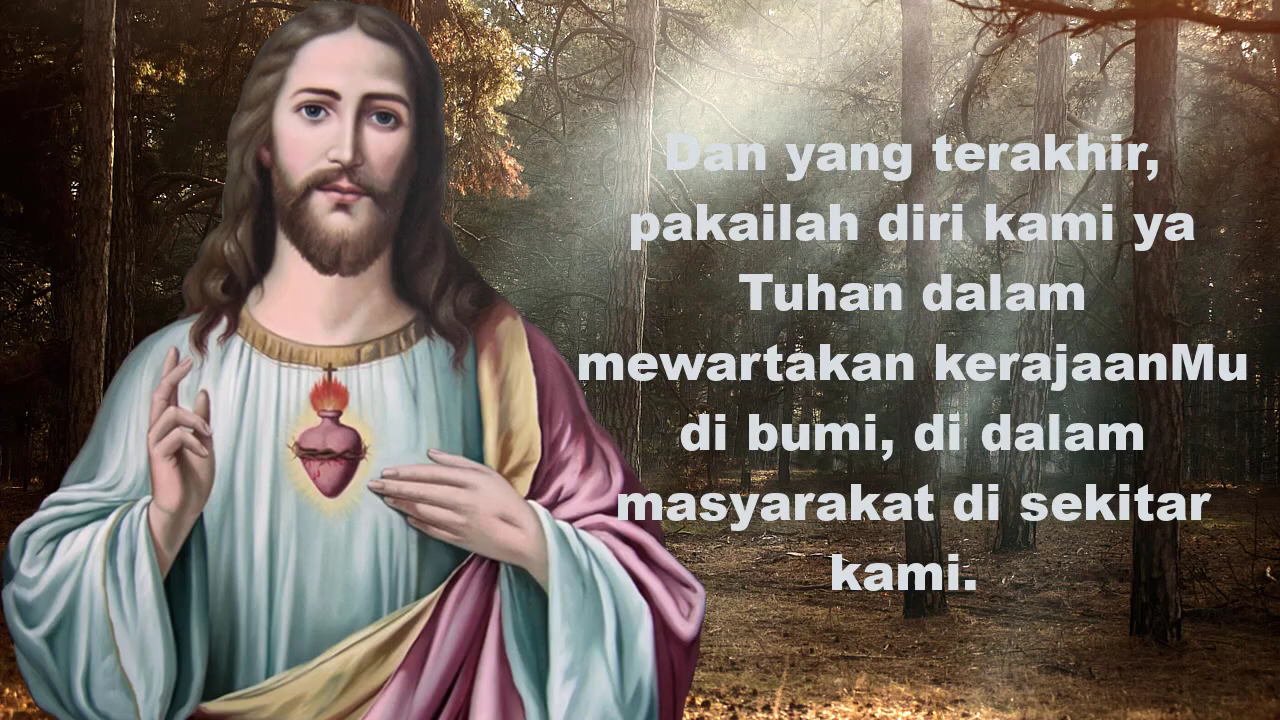 Dan yang terakhir,
pakailah diri kami ya
Tuhan dalam
mewartakan kerajaanMu
di bumi, di dalam
masyarakat di sekitar
kami.